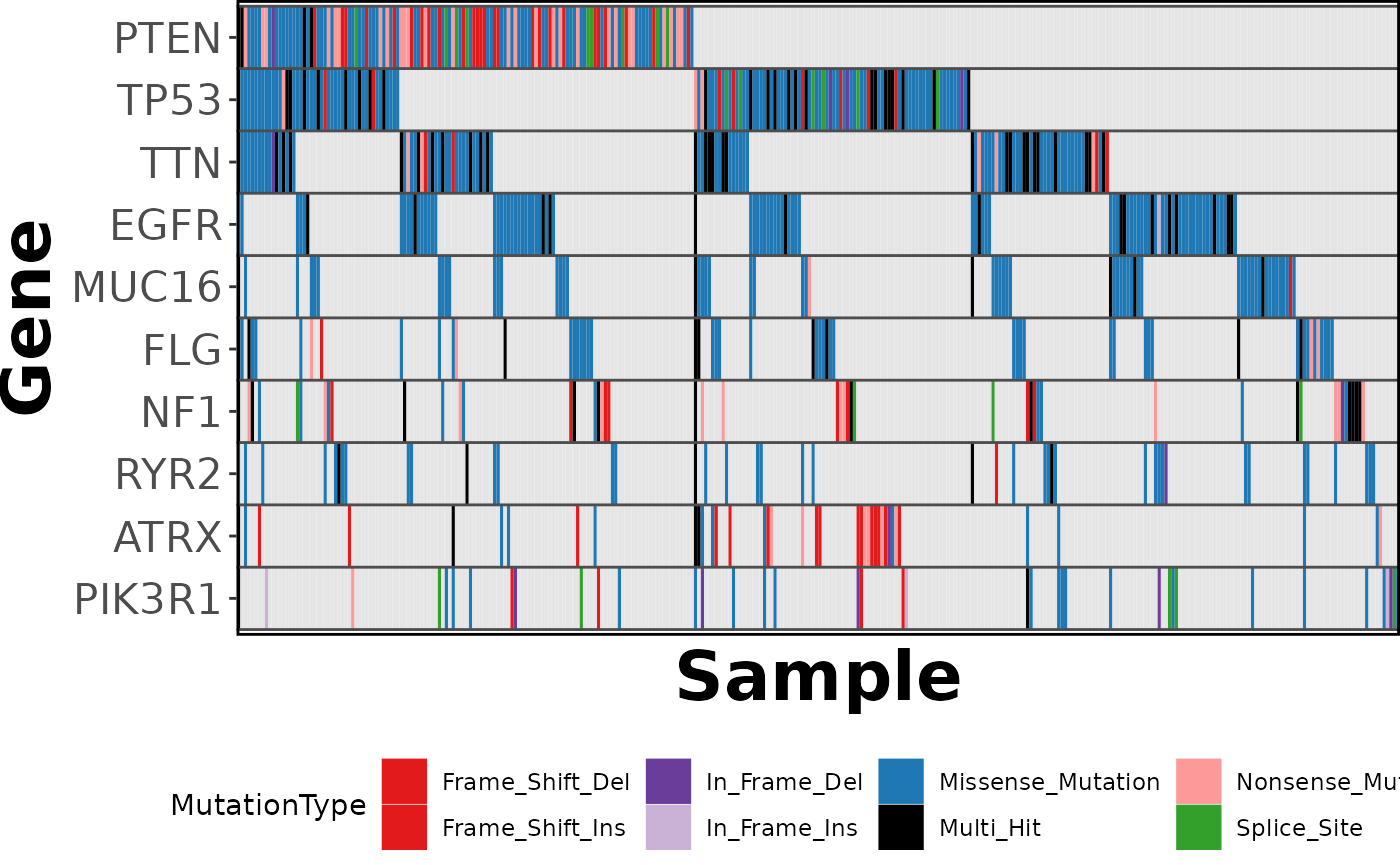 Gene
PTEN
TP53
TTN
EGFR
MUC16
FLG
NF1
RYR2
ATRX
PIK3R1
Sample
MutationType
Frame_Shift_Del
In_Frame_Del
Missense_Mutation
Nonsense_Mu
Frame_Shift_Ins
In_Frame_Ins
Multi_Hit
Splice_Site